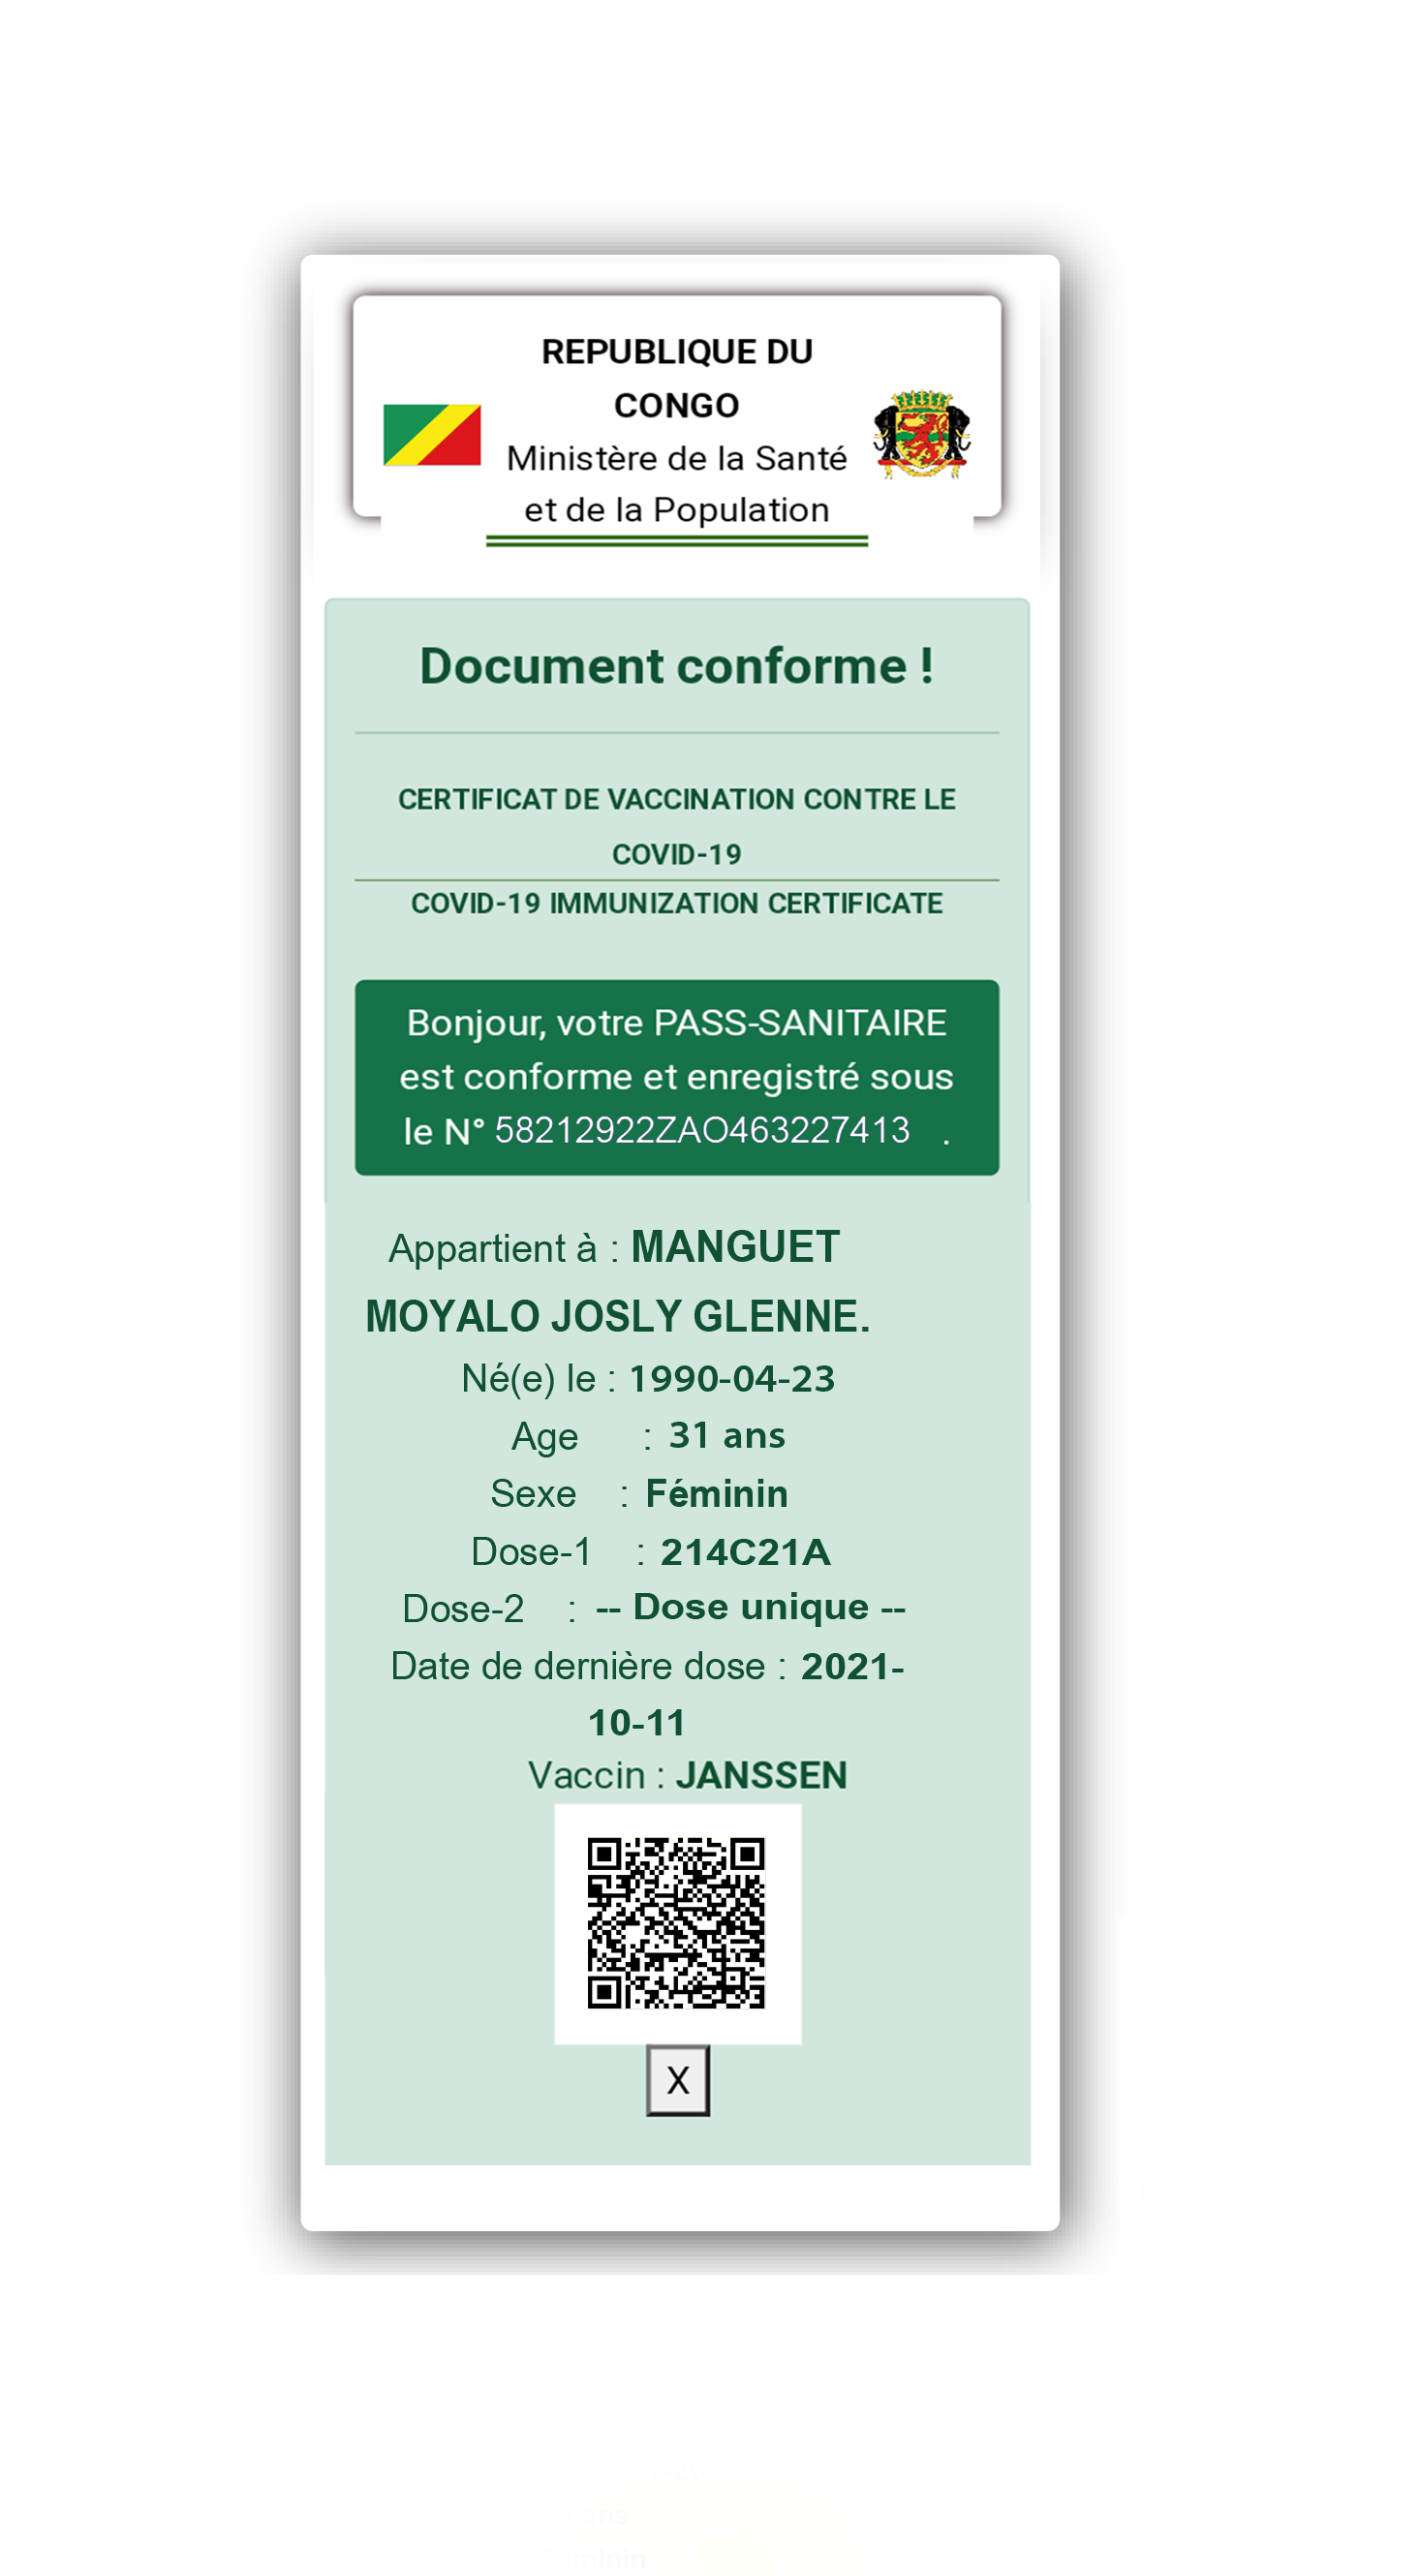 REPUBLIQUE DU
CONGO
Ministère de la Santé
et de la Population
Document conforme !
CERTIFICAT DE VACCINATION CONTRE LE
COVID-19
COVID-19 IMMUNIZATION CERTIFICATE
Bonjour, votre PASS-SANITAIRE
est conforme et enregistré sous
le N° 58212922ZAO463227413 .
Appartient à : MANGUET
MOYALO JOSLY GLENNE.
Né(e) le : 1990-04-23
Age : 31 ans
Sexe : Féminin
Dose-1 : 214C21A
Dose-2 : -- Dose unique --
Date de dernière dose : 2021-
10-11
Vaccin : JANSSEN
X